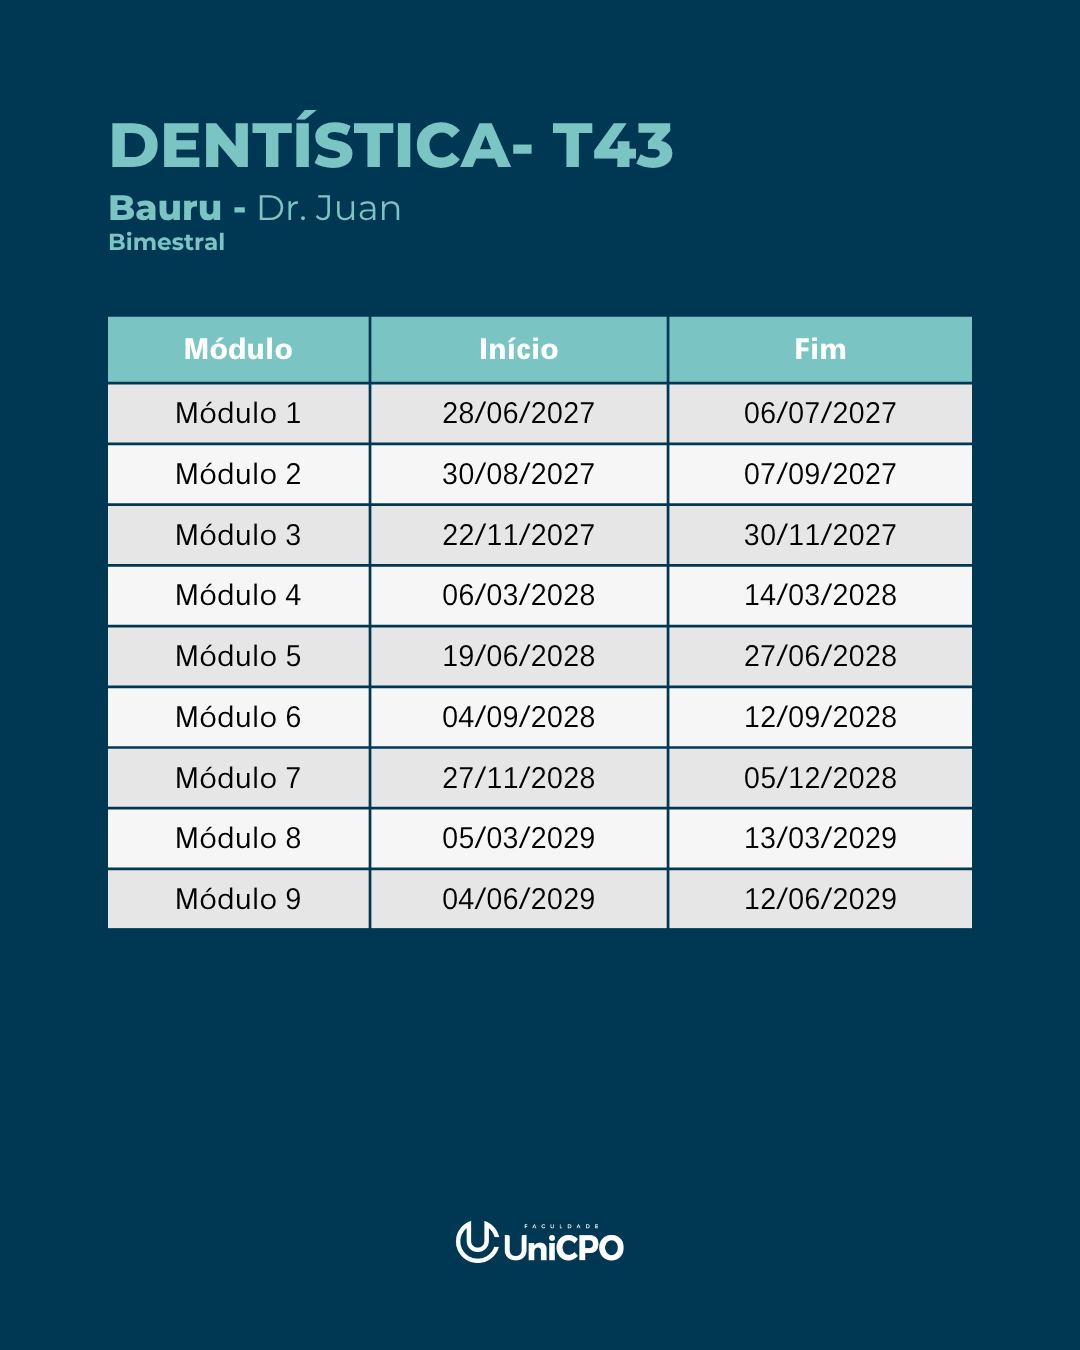 DENTÍSTICA- T43
Bauru - Dr. Juan
Bimestral
Módulo Início Fim
Módulo 1 28/06/2027 06/07/2027
Módulo 2 30/08/2027 07/09/2027
Módulo 3 22/11/2027 30/11/2027
Módulo 4 06/03/2028 14/03/2028
Módulo 5 19/06/2028 27/06/2028
Módulo 6 04/09/2028 12/09/2028
Módulo 7 27/11/2028 05/12/2028
Módulo 8 05/03/2029 13/03/2029
Módulo 9 04/06/2029 12/06/2029
FACULDADE
UniCPO